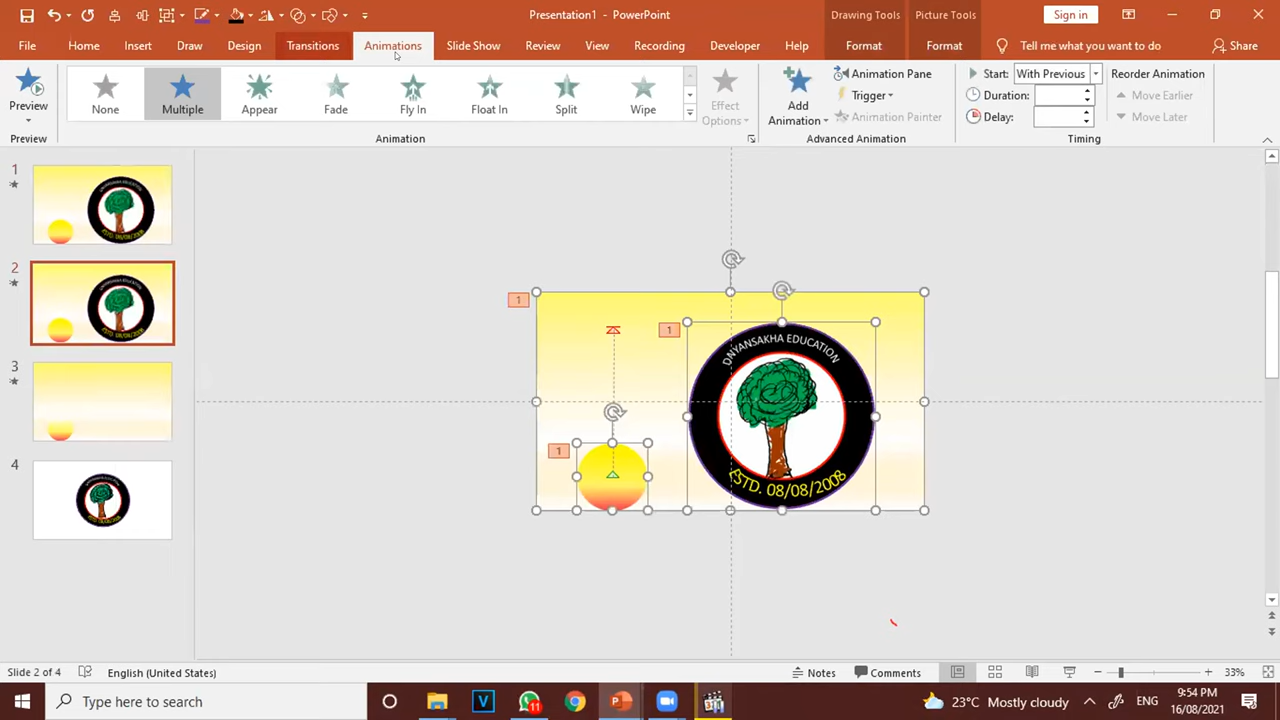 Presentation1 - PowerPoint
Drawing Tools
Picture Tools
Sign in
File
Home
Insert
Draw
Design
Transitions
Animations
Slide Show
Review
View
Recording
Developer
Help
Format
Format
Tell me what you want to do
Share
Preview
None
Multiple
Appear
Fade
Fly In
Float In
Split
Wipe
Effect
Options
Add
Animation
Animation Pane
Trigger
Animation Painter
Start: With Previous
Duration:
Delay:
Reorder Animation
Move Earlier
Move Later
Preview
Animation
Advanced Animation
Timing
1
2
3
4
1
1
1
DNYANSAKHA EDUCATION
ESTD. 08/08/2008
Slide 2 of 4
English (United States)
Notes
Comments
33%
Type here to search
V
11
23°C Mostly cloudy
ENG
9:54 PM
16/08/2021